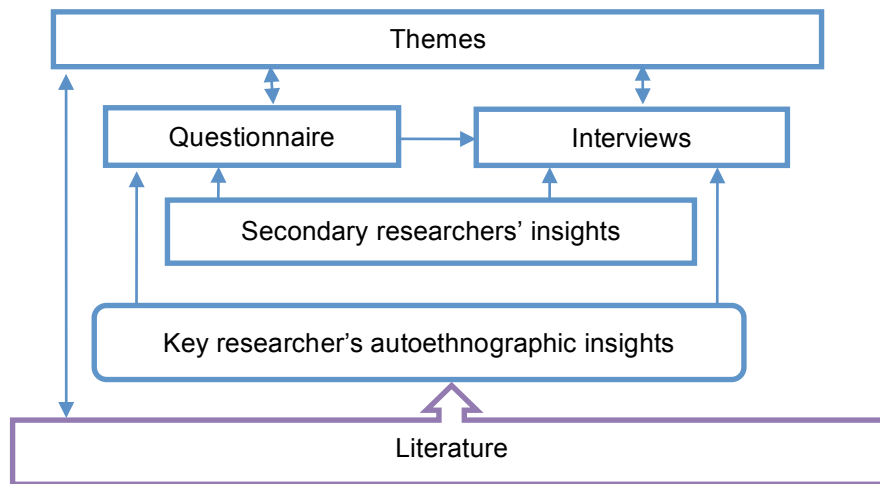 Themes
Questionnaire
Interviews
Secondary researchers’ insights
Key researcher’s autoethnographic insights
Literature